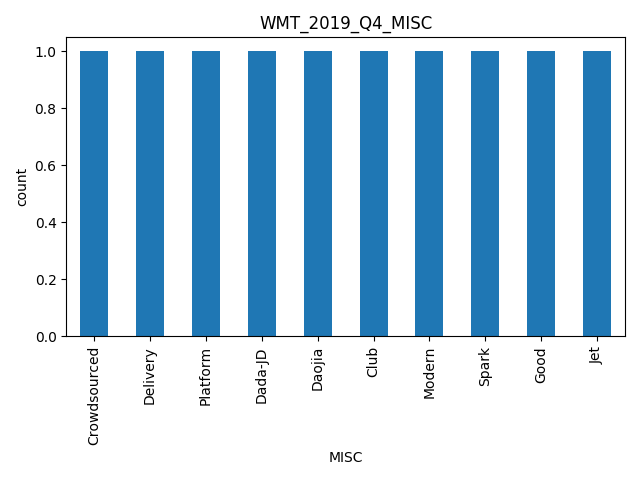 WMT_2019_Q4_MISC
1.0
0.8
0.6
0.4
0.2
0.0
count
Crowdsourced
Delivery
Platform
Dada-JD
Daojia
Club
Modern
Spark
Good
Jet
MISC